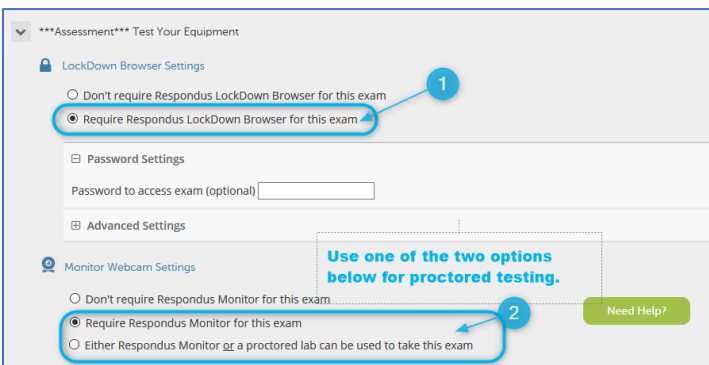 ***Assessment*** Test Your Equipment
LockDown Browser Settings
Don't require Respondus LockDown Browser for this exam
1
Require Respondus LockDown Browser for this exam
Password Settings
Password to access exam (optional)
Advanced Settings
Use one of the two options
below for proctored testing.
Monitor Webcam Settings
Don't require Respondus Monitor for this exam
Require Respondus Monitor for this exam
2
Need Help?
Either Respondus Monitor or a proctored lab can be used to take this exam